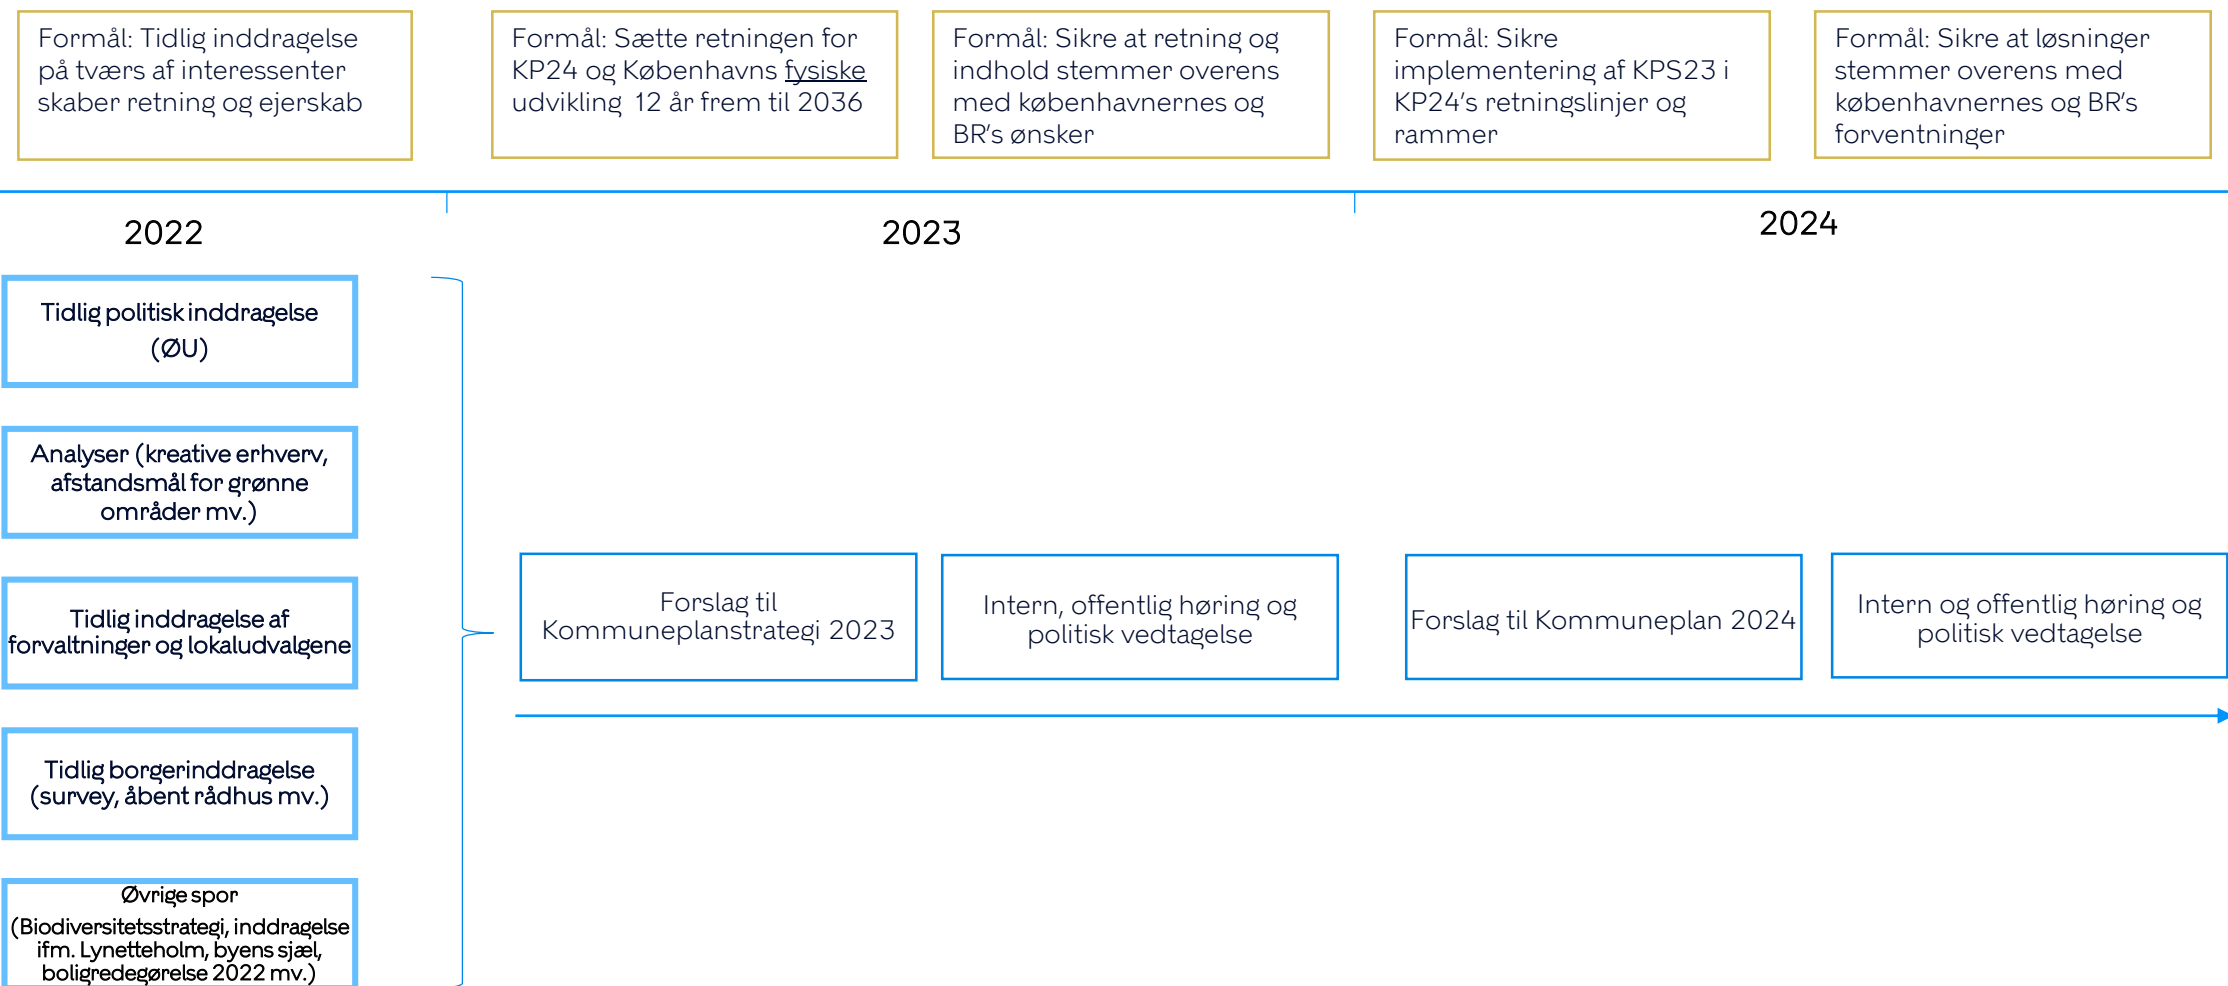 Formål: Tidlig inddragelse
på tværs af interessenter
skaber retning og ejerskab
Formål: Sætte retningen for
KP24 og Københavns fysiske
udvikling 12 år frem til 2036
Formål: Sikre at retning og
indhold stemmer overens
med københavnernes og
BR's ønsker
Formål: Sikre
implementering af KPS23 i
KP24's retningslinjer og
rammer
Formål: Sikre at løsninger
stemmer overens med
københavnernes og BR's
forventninger
2022
2023
2024
Tidlig politisk inddragelse
(ØU)
Analyser (kreative erhverv,
afstandsmål for grønne
områder mv.)
Tidlig inddragelse af
forvaltninger og lokaludvalgene
Tidlig borgerinddragelse
(survey, åbent rådhus mv.)
Øvrige spor
(Biodiversitetsstrategi, inddragelse
ifm. Lynetteholm, byens sjæl,
boligredegørelse 2022 mv.)
Forslag til
Kommuneplanstrategi 2023
Intern, offentlig høring og
politisk vedtagelse
Forslag til Kommuneplan 2024
Intern og offentlig høring og
politisk vedtagelse